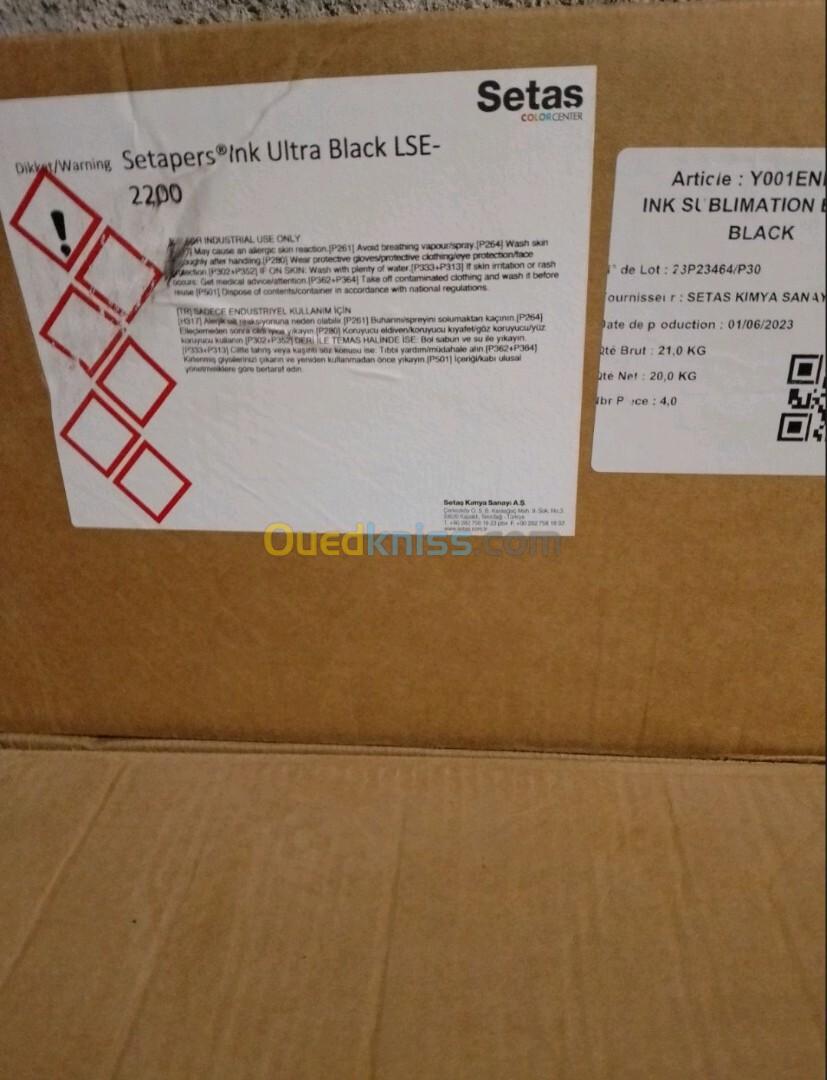 Setas
COLORCENTER
Dikkat/Warning Setapers®Ink Ultra Black LSE-
2200
FOR INDUSTRIAL USE ONLY
May cause an allergic skin reaction.[P261] Avoid breathing vapour/spray.[P264] Wash skin
after handling.[P280] Wear protective gloves/protective clothing/eye protection/face
[P302+P352] IF ON SKIN: Wash with plenty of water.[P333+P313] If skin irritation or rash
occurs: Get medical advice/attention.[P362+P364] Take off contaminated clothing and wash it before
reuse.[P501] Dispose of contents/container in accordance with national regulations.
[TR] SADECE ENDUSTRIYEL KULLANIM İÇİN
[H317] Alerjik cilt reaksiyonuna neden olabilir.[P261] Buharını/spreyini solumaktan kaçının.[P264]
Elleçlemeden sonra cildi iyice yıkayın.[P280] Koruyucu eldiven/koruyucu kıyafet/göz koruyucu/yüz
koruyucu kullanın.[P302+P352] DERİ İLE TEMAS HALİNDE İSE: Bol sabun ve su ile yıkayın.
[P333+P313] Ciltte tahriş veya kaşıntı söz konusu ise: Tıbbi yardım/müdahale alın.[P362+P364]
Kirlenmiş giysilerinizi çıkarın ve yeniden kullanmadan önce yıkayın.[P501] İçeriği/kabı ulusal
yönetmeliklere göre bertaraf edin.
Setaş Kimya Sanayi A.Ş.
Article : Y001EN
INK SUBLIMATION
BLACK
N° de Lot : 23P23464/P30
Fournisseur : SETAS KIMYA SANAY
Date de production : 01/06/2023
Qté Brut : 21,0 KG
Qté Net : 20,0 KG
Nbr Pièce : 4,0
Ouedkniss.com